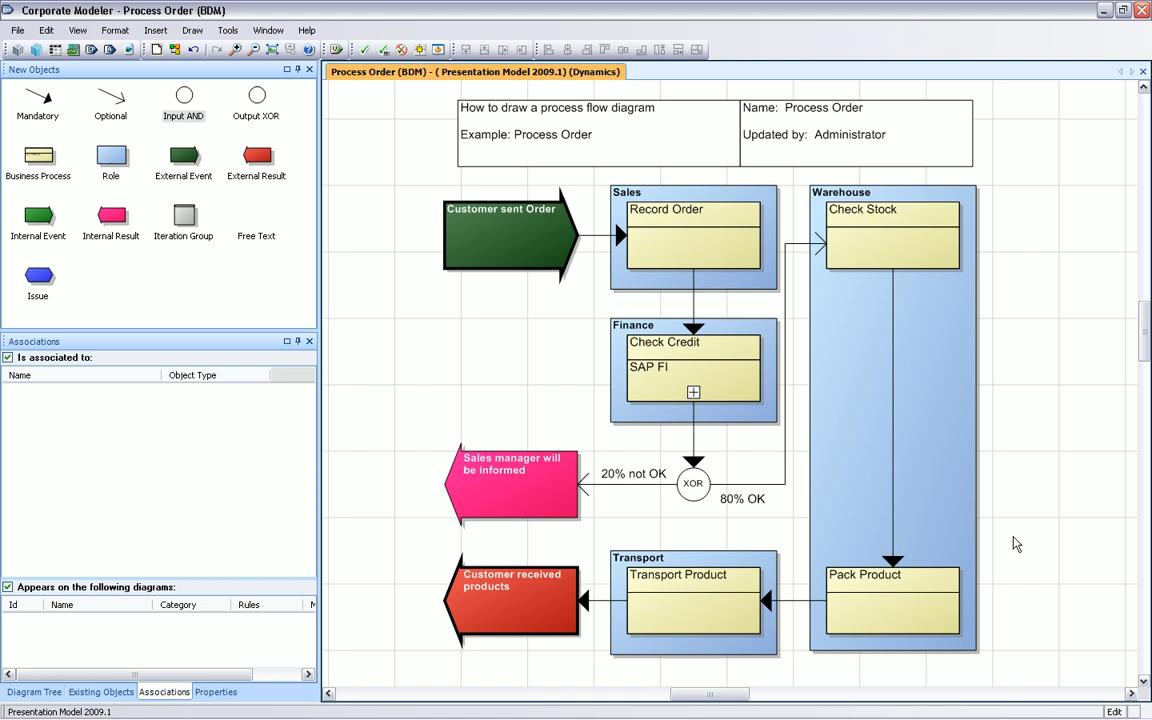 Corporate Modeler - Process Order (BDM)
File Edit View Format Insert Draw Tools Window Help
New Objects
Mandatory Optional Input AND Output XOR
Business Process Role External Event External Result
Internal Event Internal Result Iteration Group Free Text
Issue
Associations
Is associated to:
Name Object Type
Appears on the following diagrams:
Id Name Category Rules
Diagram Tree Existing Objects Associations Properties
Process Order (BDM) - ( Presentation Model 2009.1) (Dynamics)
How to draw a process flow diagram
Example: Process Order
Name: Process Order
Updated by: Administrator
Customer sent Order
Sales
Record Order
Warehouse
Check Stock
Finance
Check Credit
SAP FI
Sales manager will
be informed
20% not OK
XOR
80% OK
Customer received
products
Transport
Transport Product
Pack Product
Presentation Model 2009.1
Edit